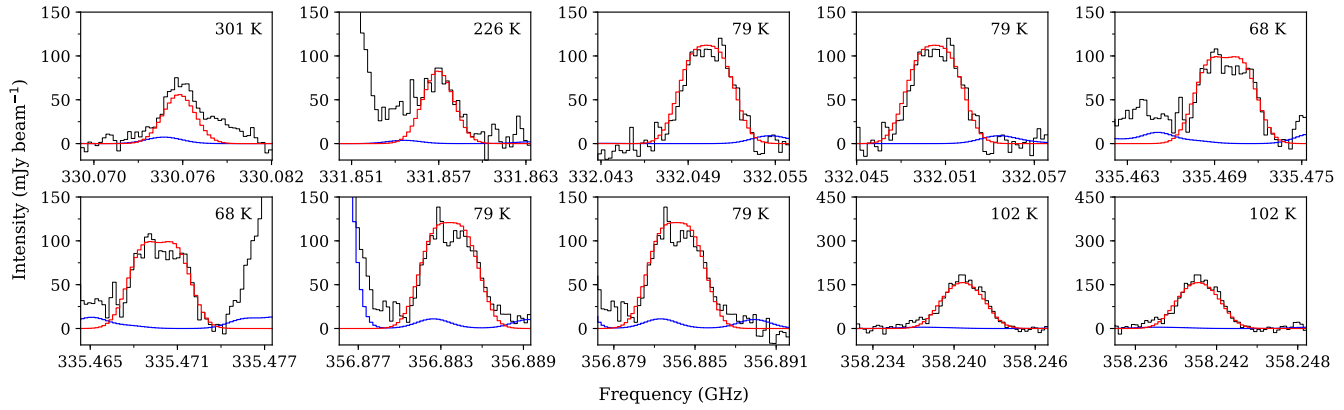 150 150 150 150 150
301 K 226 K 79 K 79 K 68 K
100 100 100 100 100
50 50 50 50 50
0 0 0 0 0
330.070 330.076 330.082 331.851 331.857 331.863 332.043 332.049 332.055 332.045 332.051 332.057 335.463 335.469 335.475
Intensity (mJy beam⁻¹)
150 150 150 450 450
68 K 79 K 79 K 102 K 102 K
100 100 100 300 300
50 50 50 150 150
0 0 0 0 0
335.465 335.471 335.477 356.877 356.883 356.889 356.879 356.885 356.891 358.234 358.240 358.246 358.236 358.242 358.248
Frequency (GHz)